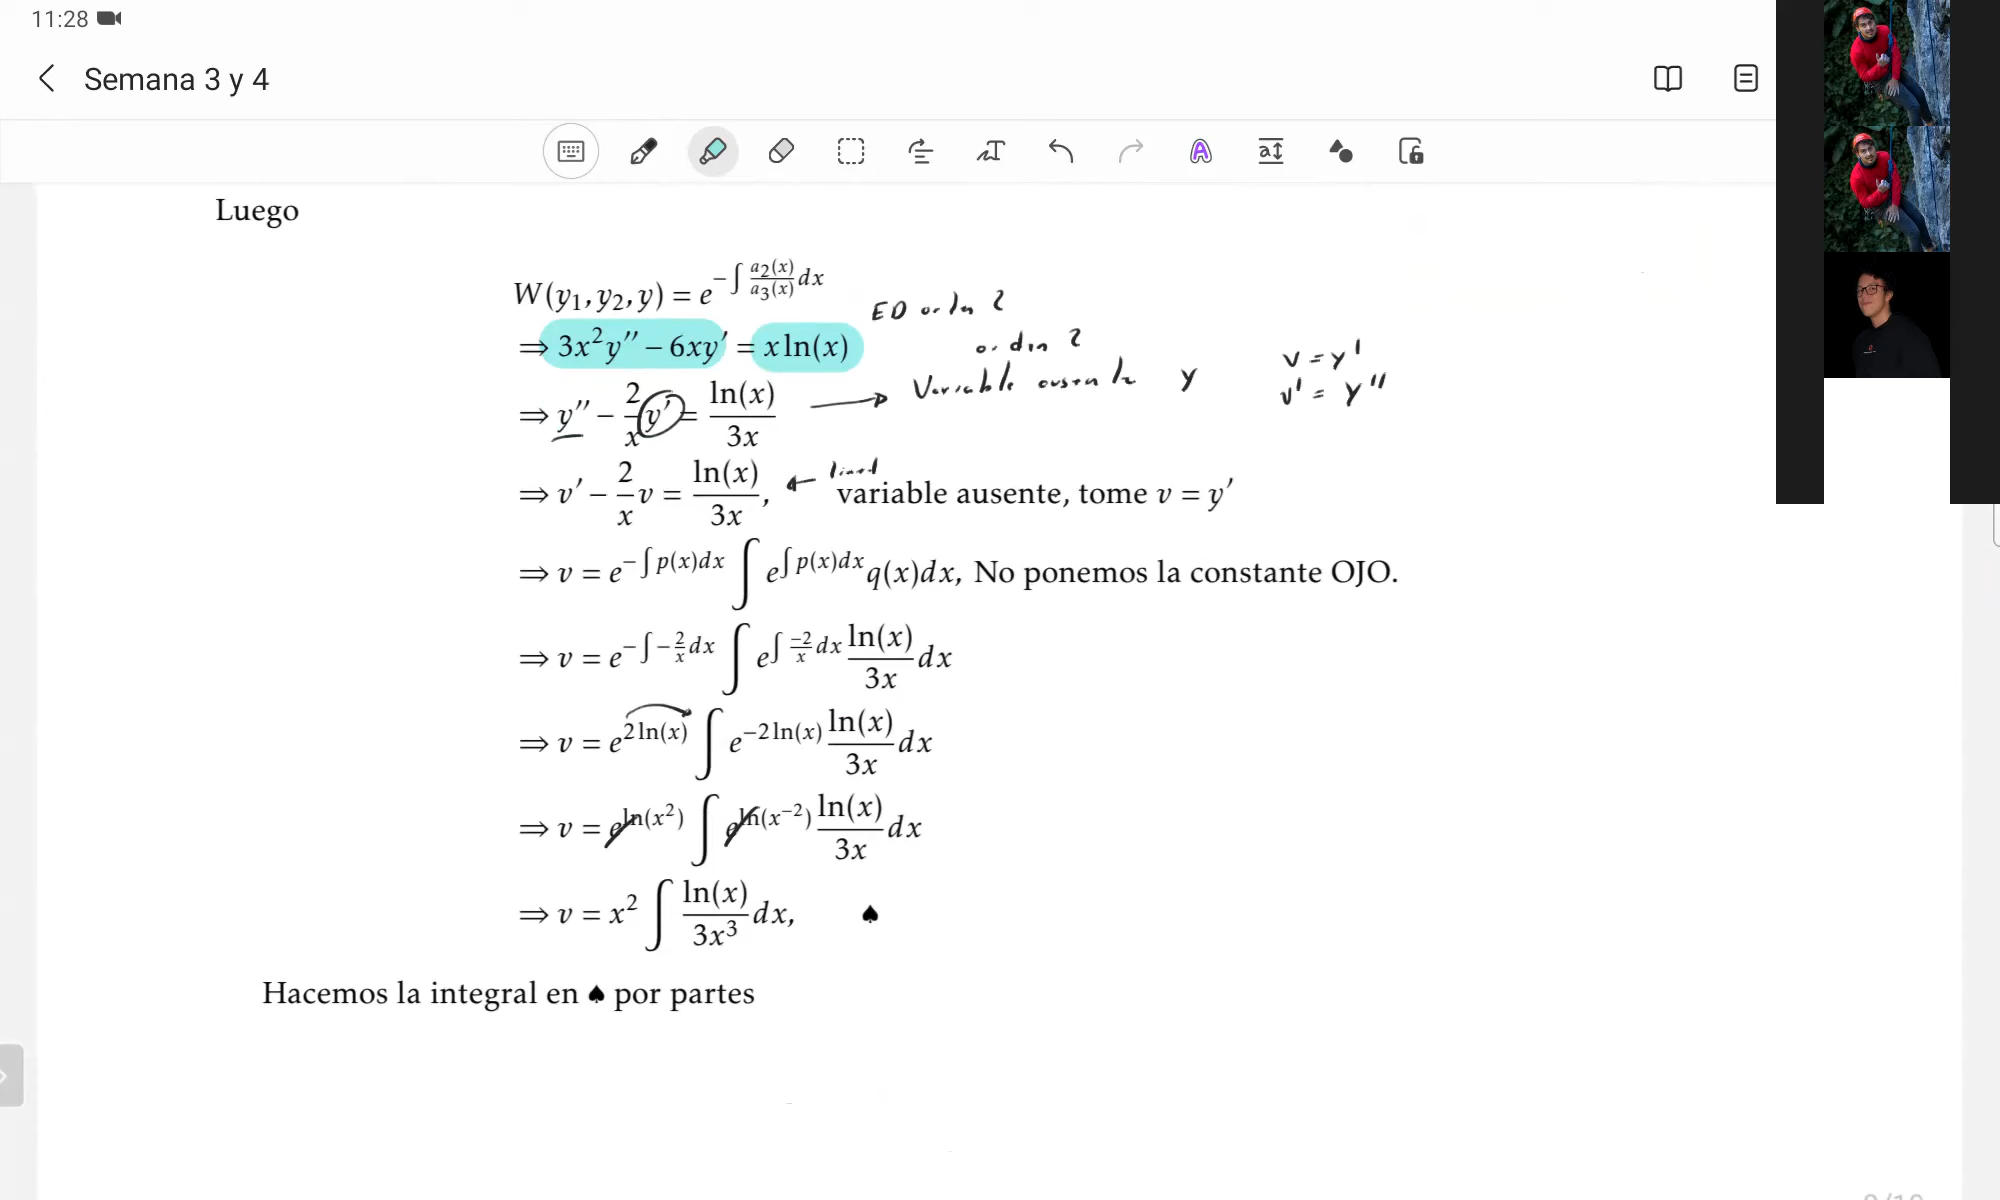 11:28
Semana 3 y 4
Luego
W(y₁, y₂, y) = e^{−∫ a₂(x)/a₃(x) dx}
ED orden 2
⇒ 3x²y″ − 6xy′ = x ln(x)
orden 2
⇒ y″ − 2/x y′ = ln(x)/3x → Variable ausente y
v = y'
v' = y''
⇒ v′ − 2/x v = ln(x)/3x, ← lineal variable ausente, tome v = y′
⇒ v = e^{−∫p(x)dx} ∫ e^{∫p(x)dx} q(x)dx, No ponemos la constante OJO.
⇒ v = e^{−∫−2/x dx} ∫ e^{∫−2/x dx} ln(x)/3x dx
⇒ v = e^{2 ln(x)} ∫ e^{−2 ln(x)} ln(x)/3x dx
⇒ v = e^{ln(x²)} ∫ e^{ln(x⁻²)} ln(x)/3x dx
⇒ v = x² ∫ ln(x)/3x³ dx, ♠
Hacemos la integral en ♠ por partes